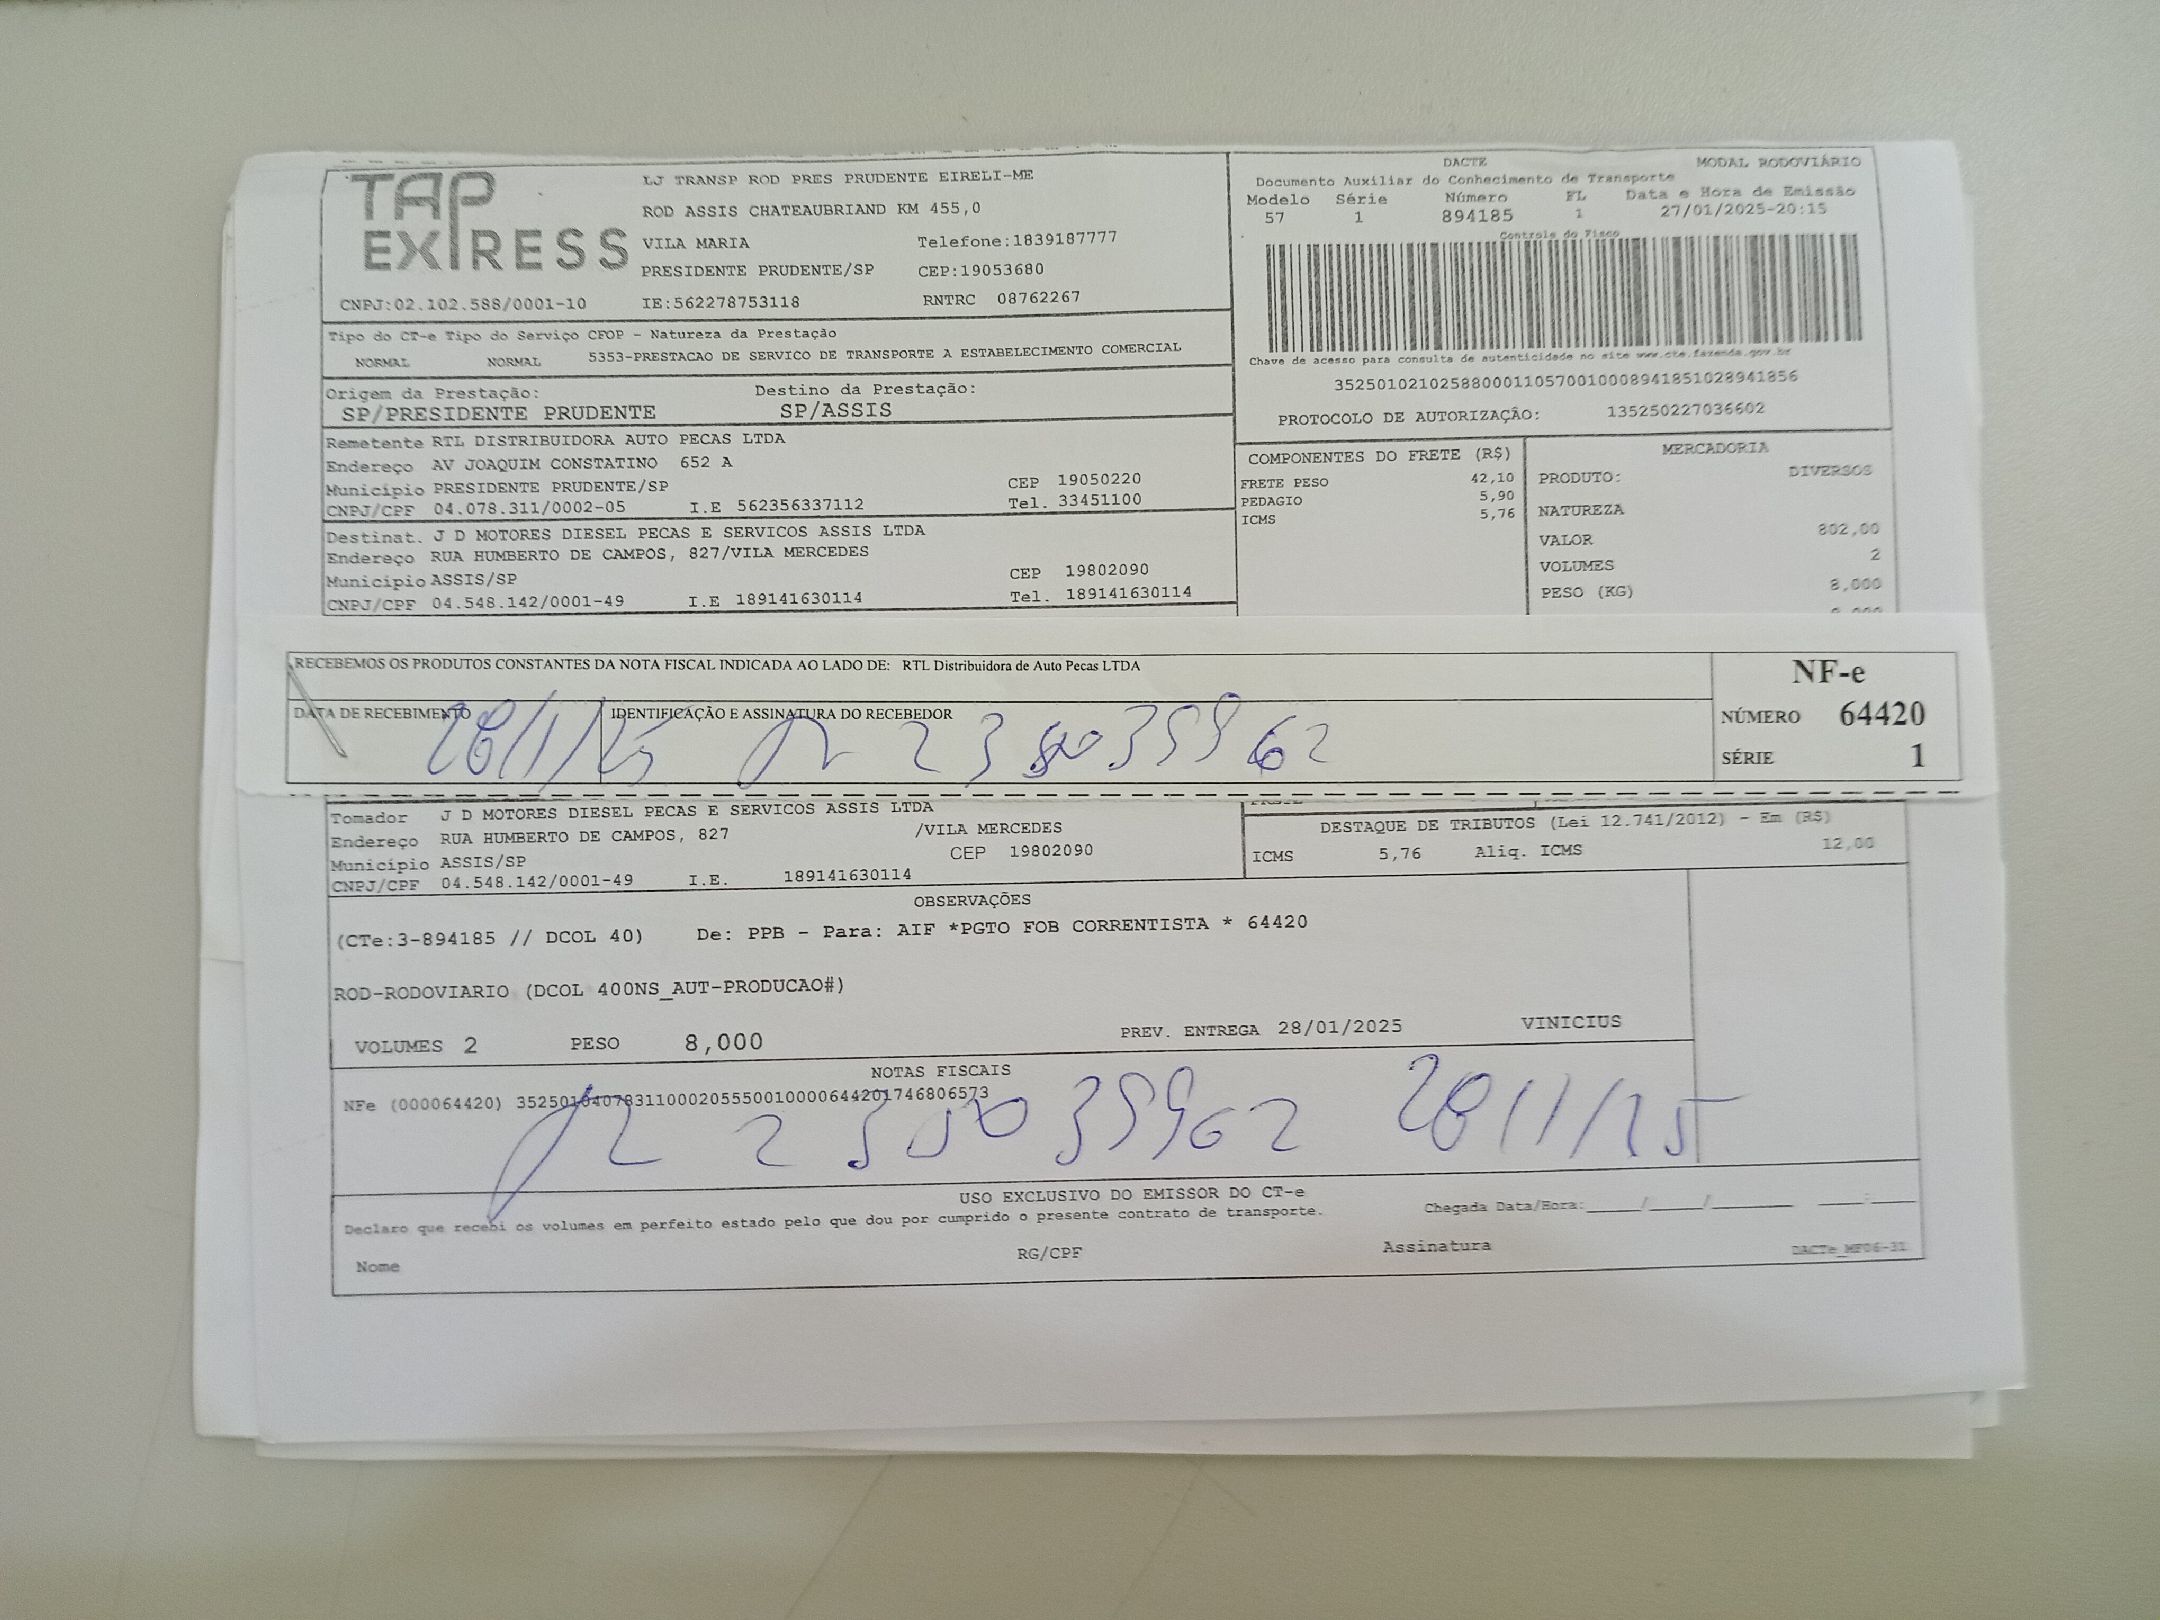 TAP EXPRESS
LJ TRANSP ROD PRES PRUDENTE EIRELI-ME
ROD ASSIS CHATEAUBRIAND KM 455,0
VILA MARIA Telefone:1839187777
PRESIDENTE PRUDENTE/SP CEP:19053680
CNPJ:02.102.588/0001-10 IE:562278753118 RNTRC 08762267
DACTE MODAL RODOVIÁRIO
Documento Auxiliar do Conhecimento de Transporte
Modelo Série Número FL Data e Hora de Emissão
57 1 894185 1 27/01/2025-20:15
Controle do Fisco
Chave de acesso para consulta de autenticidade no site www.cte.fazenda.gov.br
35250102102588000110570010008941851028941856
PROTOCOLO DE AUTORIZAÇÃO: 135250227036602
Tipo do CT-e Tipo do Serviço CFOP - Natureza da Prestação
NORMAL NORMAL 5353-PRESTACAO DE SERVICO DE TRANSPORTE A ESTABELECIMENTO COMERCIAL
Origem da Prestação: Destino da Prestação:
SP/PRESIDENTE PRUDENTE SP/ASSIS
Remetente RTL DISTRIBUIDORA AUTO PECAS LTDA
Endereço AV JOAQUIM CONSTATINO 652 A
Município PRESIDENTE PRUDENTE/SP CEP 19050220
CNPJ/CPF 04.078.311/0002-05 I.E 562356337112 Tel. 33451100
Destinat. J D MOTORES DIESEL PECAS E SERVICOS ASSIS LTDA
Endereço RUA HUMBERTO DE CAMPOS, 827/VILA MERCEDES
Município ASSIS/SP CEP 19802090
CNPJ/CPF 04.548.142/0001-49 I.E 189141630114 Tel. 189141630114
COMPONENTES DO FRETE (R$)
FRETE PESO 42,10
PEDAGIO 5,90
ICMS 5,76
MERCADORIA
PRODUTO: DIVERSOS
NATUREZA
VALOR 802,00
VOLUMES 2
PESO (KG) 8,000
RECEBEMOS OS PRODUTOS CONSTANTES DA NOTA FISCAL INDICADA AO LADO DE: RTL Distribuidora de Auto Pecas LTDA
DATA DE RECEBIMENTO IDENTIFICAÇÃO E ASSINATURA DO RECEBEDOR
28/1/25
NF-e
NÚMERO 64420
SÉRIE 1
Tomador J D MOTORES DIESEL PECAS E SERVICOS ASSIS LTDA
Endereço RUA HUMBERTO DE CAMPOS, 827 /VILA MERCEDES
Município ASSIS/SP CEP 19802090
CNPJ/CPF 04.548.142/0001-49 I.E. 189141630114
DESTAQUE DE TRIBUTOS (Lei 12.741/2012) - Em (R$)
ICMS 5,76 Aliq. ICMS 12,00
OBSERVAÇÕES
(CTe:3-894185 // DCOL 40) De: PPB - Para: AIF *PGTO FOB CORRENTISTA * 64420
ROD-RODOVIARIO (DCOL 400NS_AUT-PRODUCAO#)
VOLUMES 2 PESO 8,000 PREV. ENTREGA 28/01/2025 VINICIUS
NOTAS FISCAIS
NFe (000064420) 35250104078311000205550010000644201746806573
28/1/25
USO EXCLUSIVO DO EMISSOR DO CT-e
Declaro que recebi os volumes em perfeito estado pelo que dou por cumprido o presente contrato de transporte. Chegada Data/Hora:
Nome RG/CPF Assinatura DACTe_MF06-31